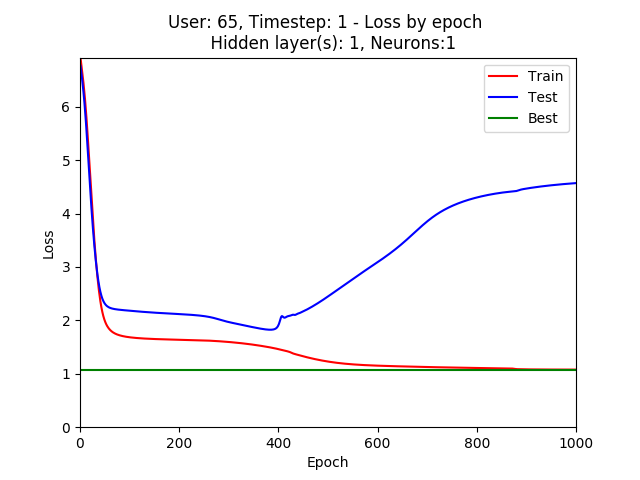 User: 65, Timestep: 1 - Loss by epoch
Hidden layer(s): 1, Neurons:1
Train
Test
Best
Loss
6
5
4
3
2
1
0
0 200 400 600 800 1000
Epoch